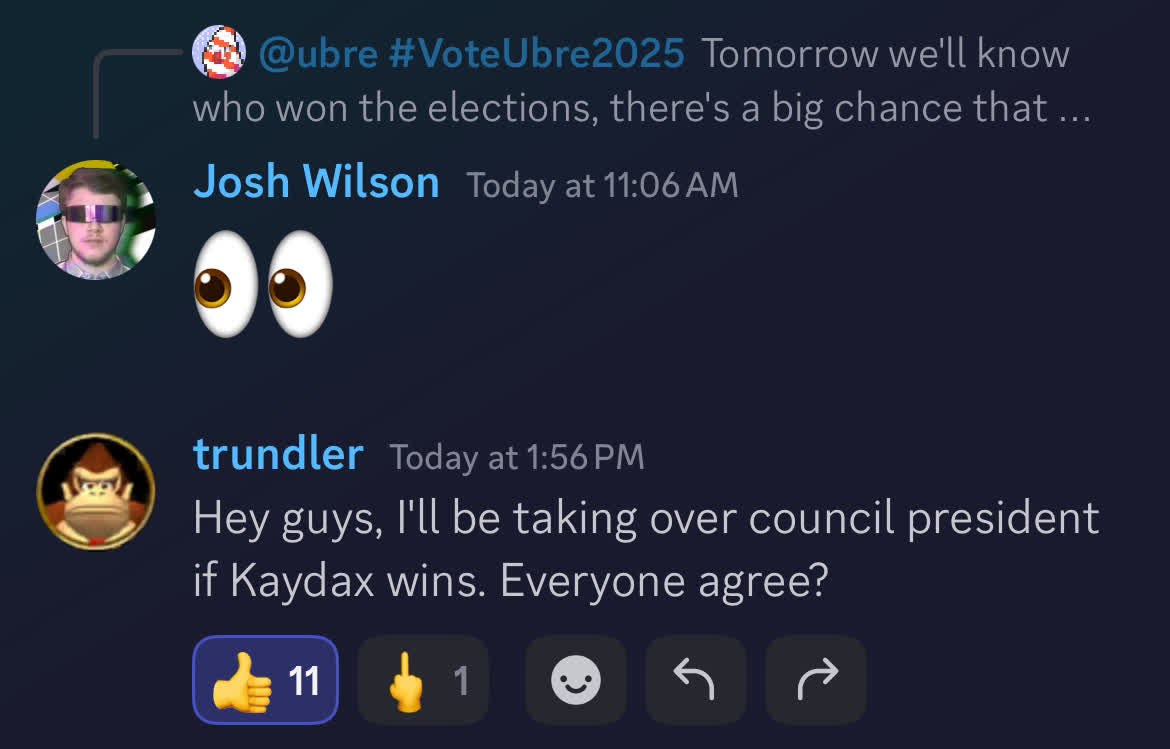 @ubre #VoteUbre2025 Tomorrow we'll know
who won the elections, there's a big chance that ...
Josh Wilson Today at 11:06 AM
👀
trundler Today at 1:56 PM
Hey guys, I'll be taking over council president
if Kaydax wins. Everyone agree?
👍 11 🖕 1